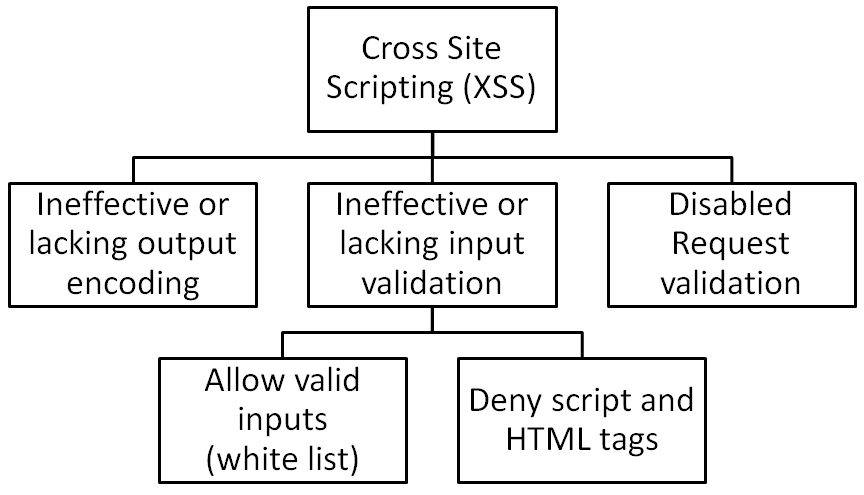 Cross Site
Scripting (XSS)
Ineffective or
lacking output
encoding
Ineffective or
lacking input
validation
Disabled
Request
validation
Allow valid
inputs
(white list)
Deny script and
HTML tags